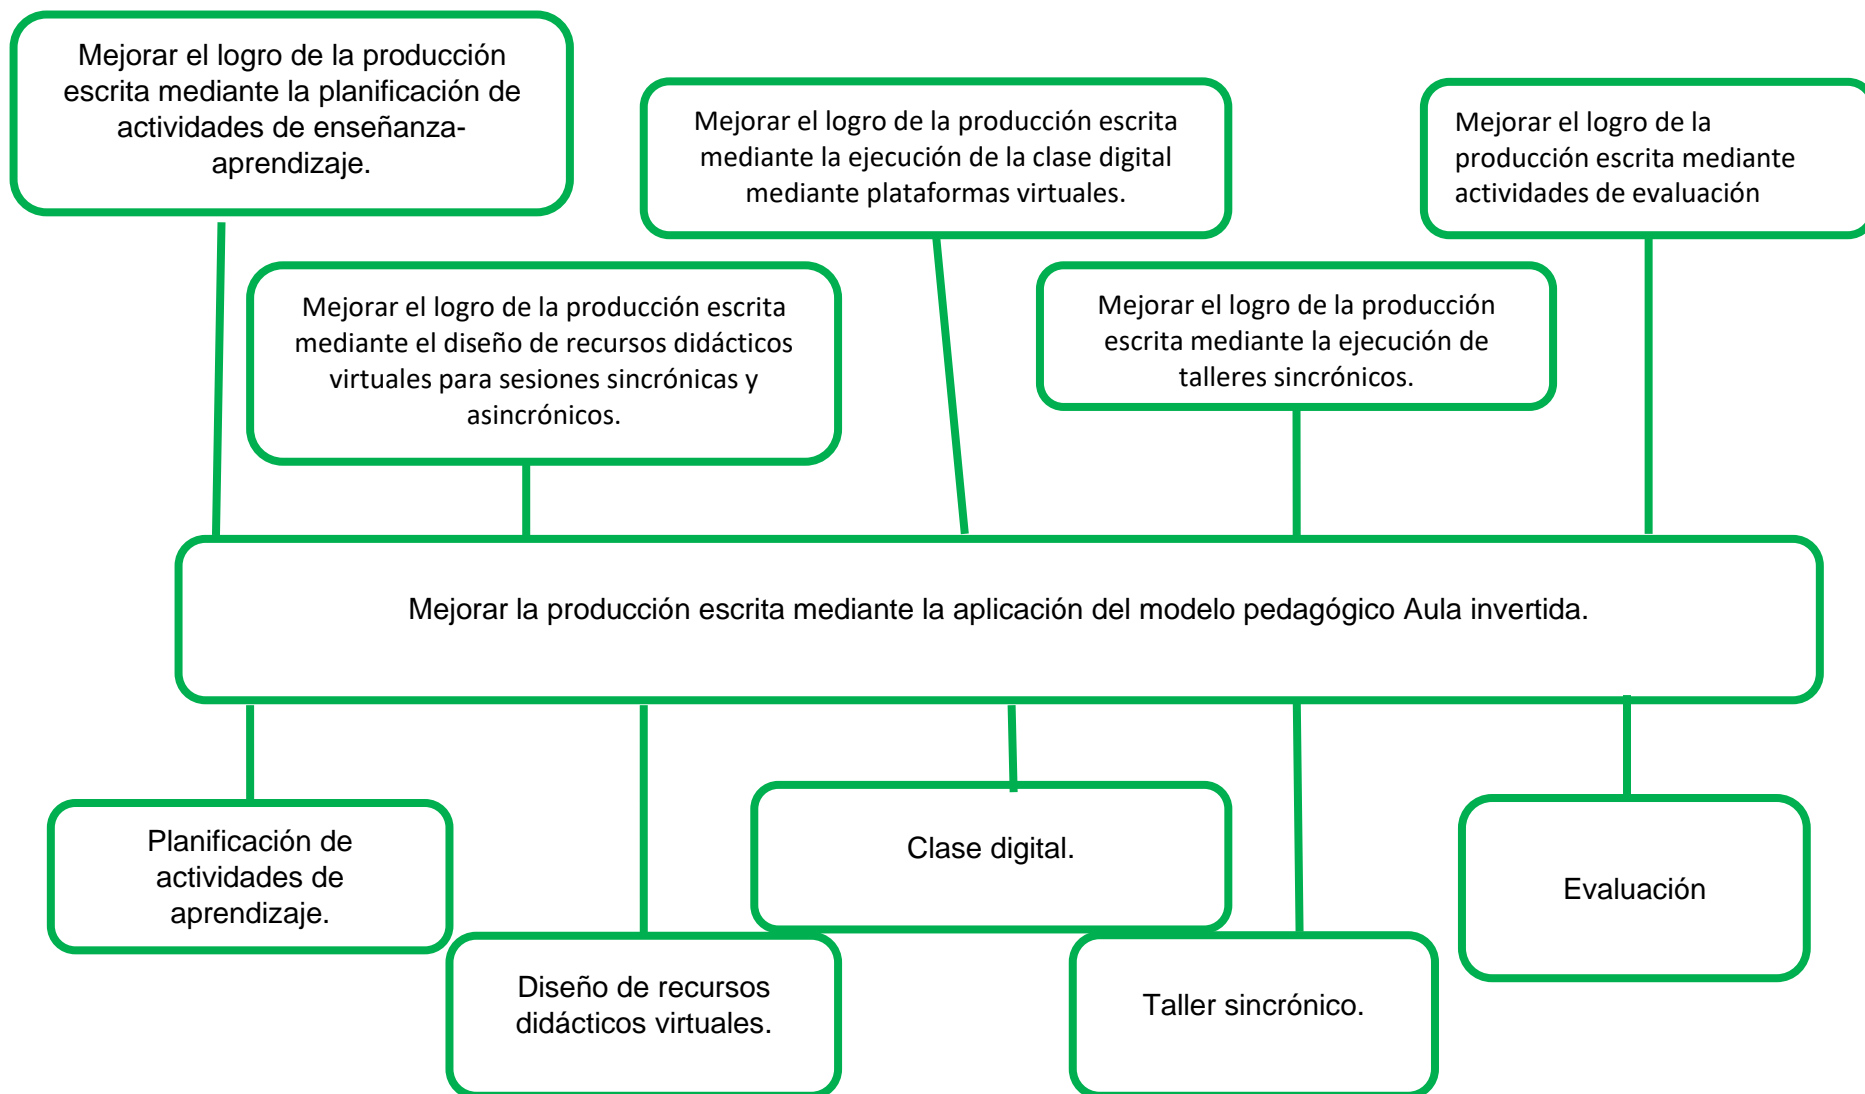 Mejorar el logro de la producción
escrita mediante la planificación de
actividades de enseñanza-
aprendizaje.
Mejorar el logro de la producción escrita
mediante la ejecución de la clase digital
mediante plataformas virtuales.
Mejorar el logro de la
producción escrita mediante
actividades de evaluación
Mejorar el logro de la producción escrita
mediante el diseño de recursos didácticos
virtuales para sesiones sincrónicas y
asincrónicos.
Mejorar el logro de la producción
escrita mediante la ejecución de
talleres sincrónicos.
Mejorar la producción escrita mediante la aplicación del modelo pedagógico Aula invertida.
Planificación de
actividades de
aprendizaje.
Diseño de recursos
didácticos virtuales.
Clase digital.
Taller sincrónico.
Evaluación